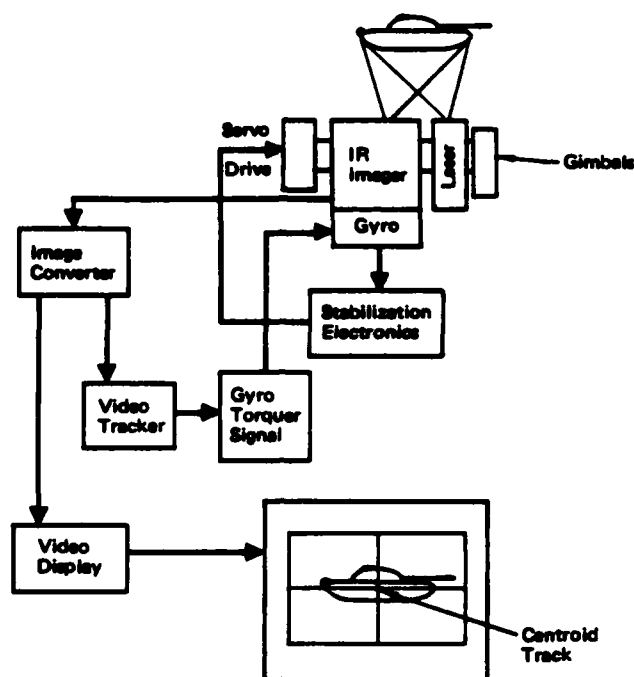 Servo
Drive
IR
Imager
Laser
Gimbals
Gyro
Image
Converter
Stabilization
Electronics
Video
Tracker
Gyro
Torquer
Signal
Video
Display
Centroid
Track